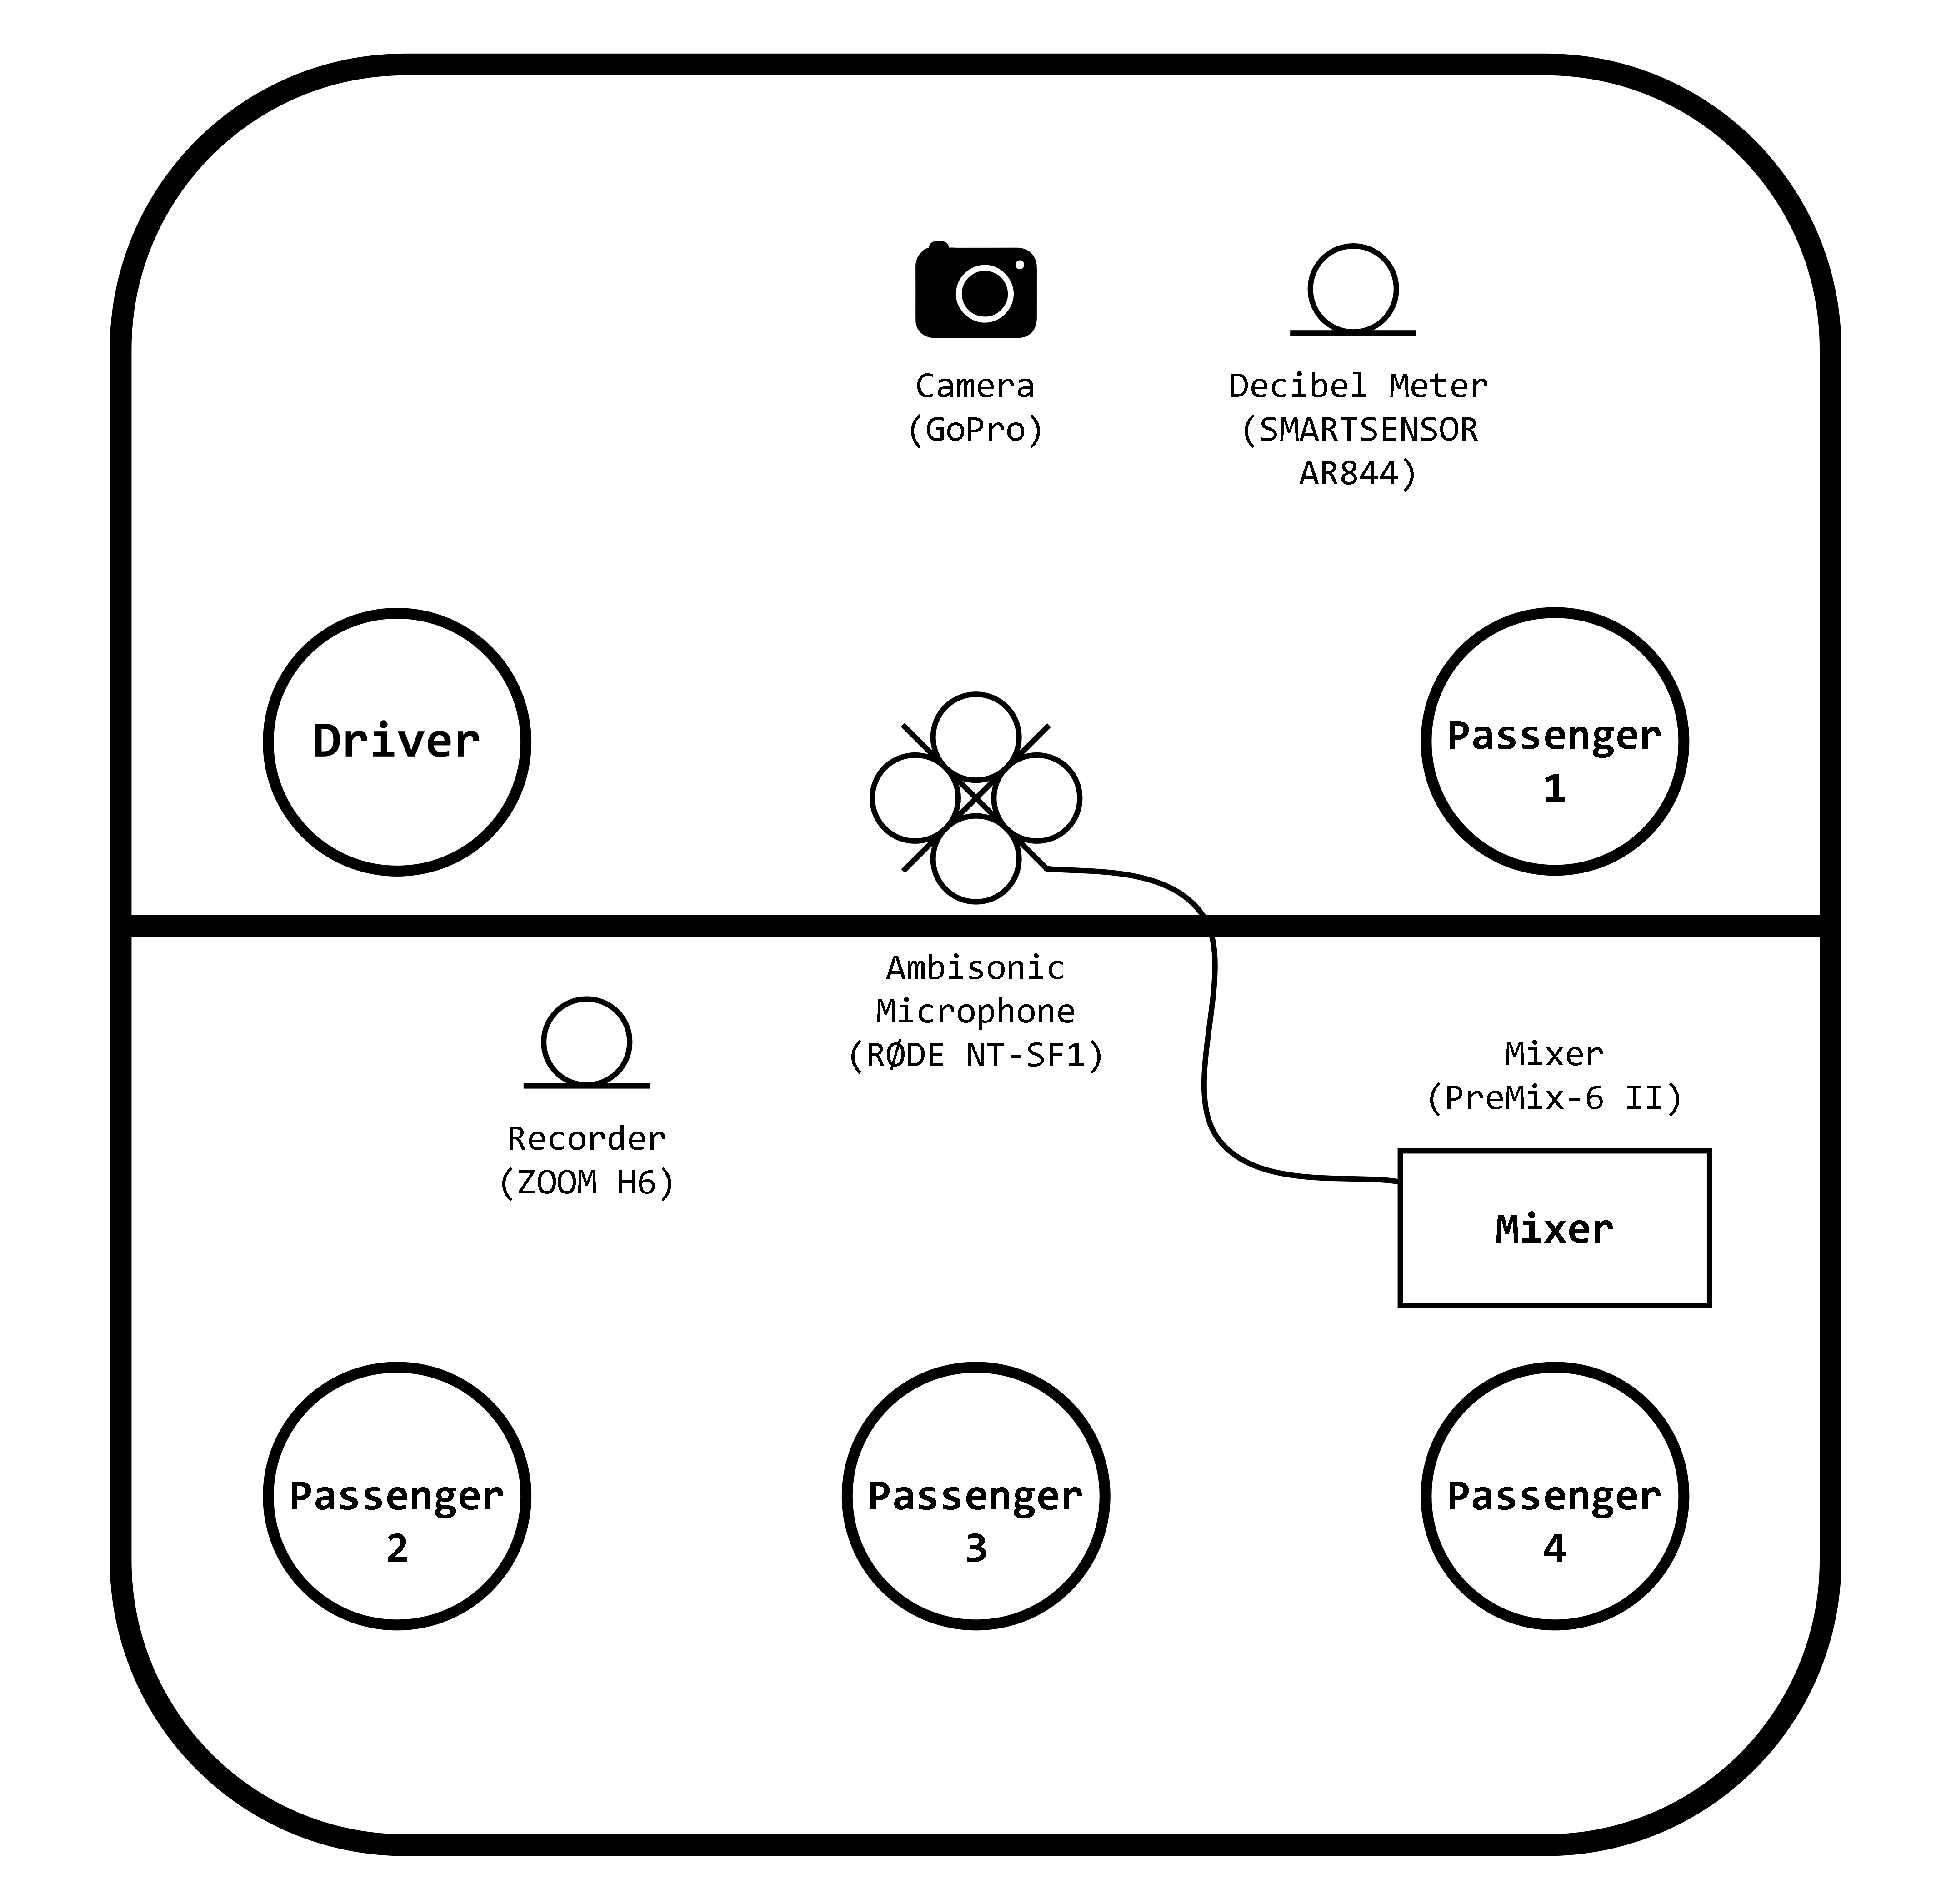 Camera
(GoPro)
Decibel Meter
(SMARTSENSOR
AR844)
Driver
Passenger
1
Ambisonic
Microphone
(RØDE NT-SF1)
Recorder
(ZOOM H6)
Mixer
(PreMix-6 II)
Mixer
Passenger
2
Passenger
3
Passenger
4